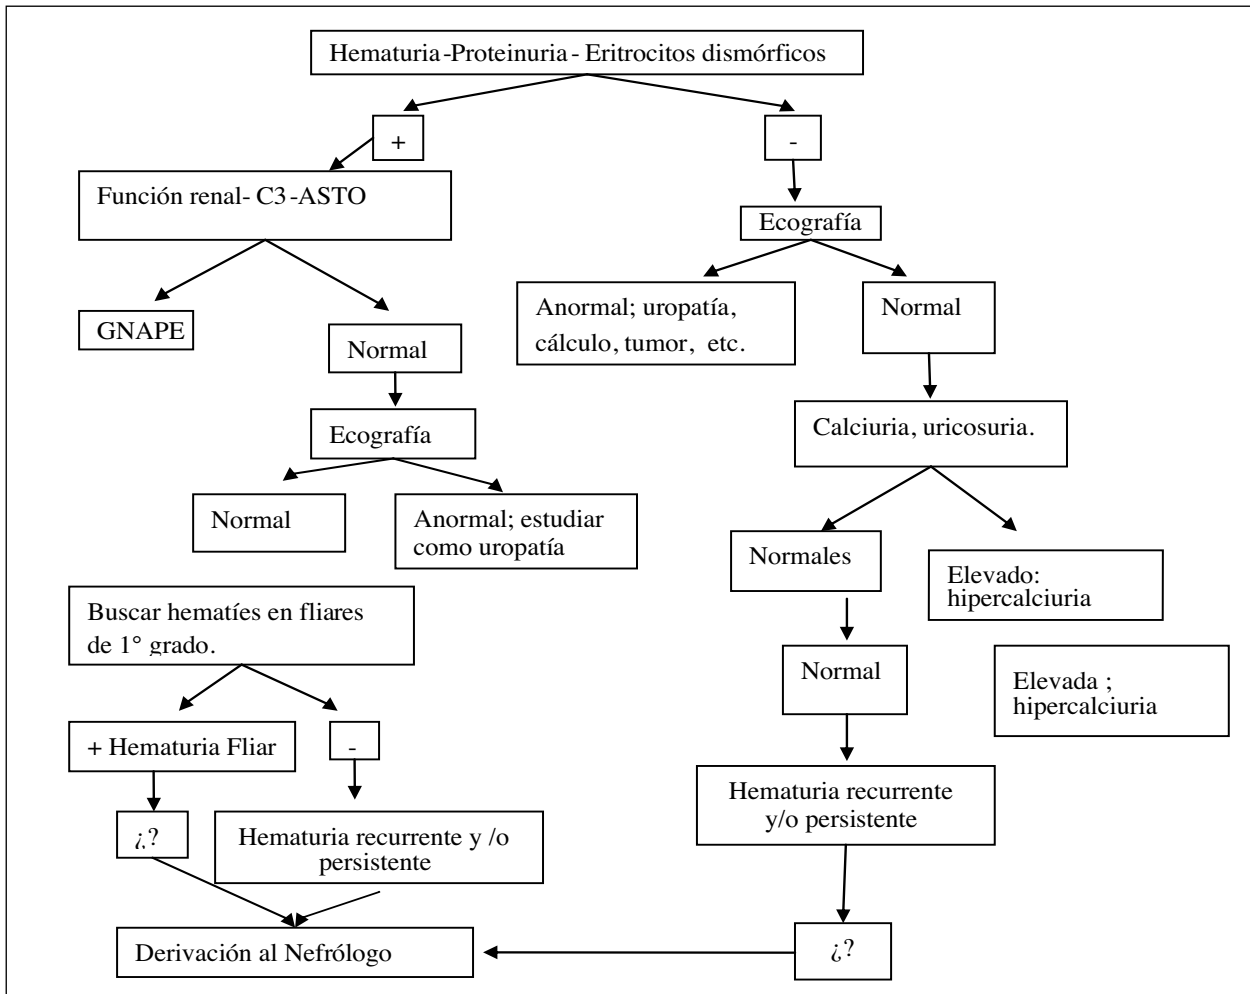 Hematuria-Proteinuria- Eritrocitos dismórficos
+
-
Función renal- C3-ASTO
Ecografía
GNAPE
Normal
Anormal; uropatía,
cálculo, tumor, etc.
Normal
Ecografía
Calciuria, uricosuria.
Normal
Anormal; estudiar
como uropatía
Normales
Elevado:
hipercalciuria
Buscar hematíes en fliares
de 1° grado.
Normal
Elevada ;
hipercalciuria
+ Hematuria Fliar
-
Hematuria recurrente
y/o persistente
¿?
Hematuria recurrente y /o
persistente
Derivación al Nefrólogo
¿?